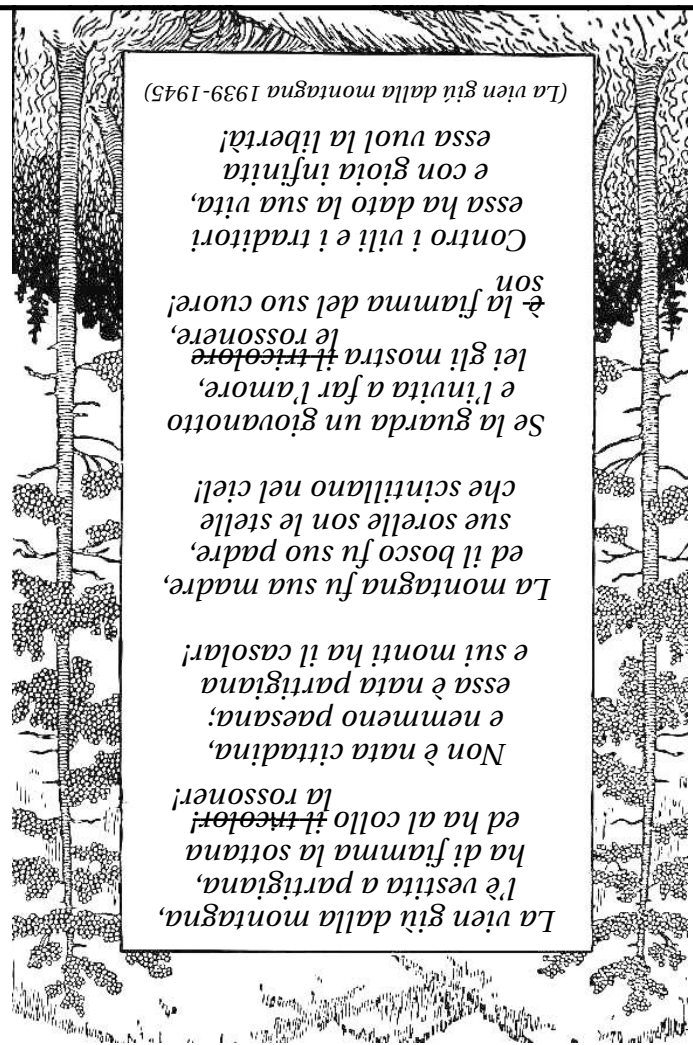 La vien giù dalla montagna,
l'è vestita a partigiana,
ha di fiamma la sottana
ed ha al collo il tricolor!
la rossoner!
Non è nata cittadina,
e nemmeno paesana;
essa è nata partigiana
e sui monti ha il casolar!
La montagna fu sua madre,
ed il bosco fu suo padre,
sue sorelle son le stelle
che scintillano nel ciel!
Se la guarda un giovanotto
e l'invita a far l'amore,
lei gli mostra il tricolore
le rossonere,
è la fiamma del suo cuore!
son
Contro i vili e i traditori
essa ha dato la sua vita,
e con gioia infinita
essa vuol la libertà!
(La vien dalla giú montagna 1939-1945)